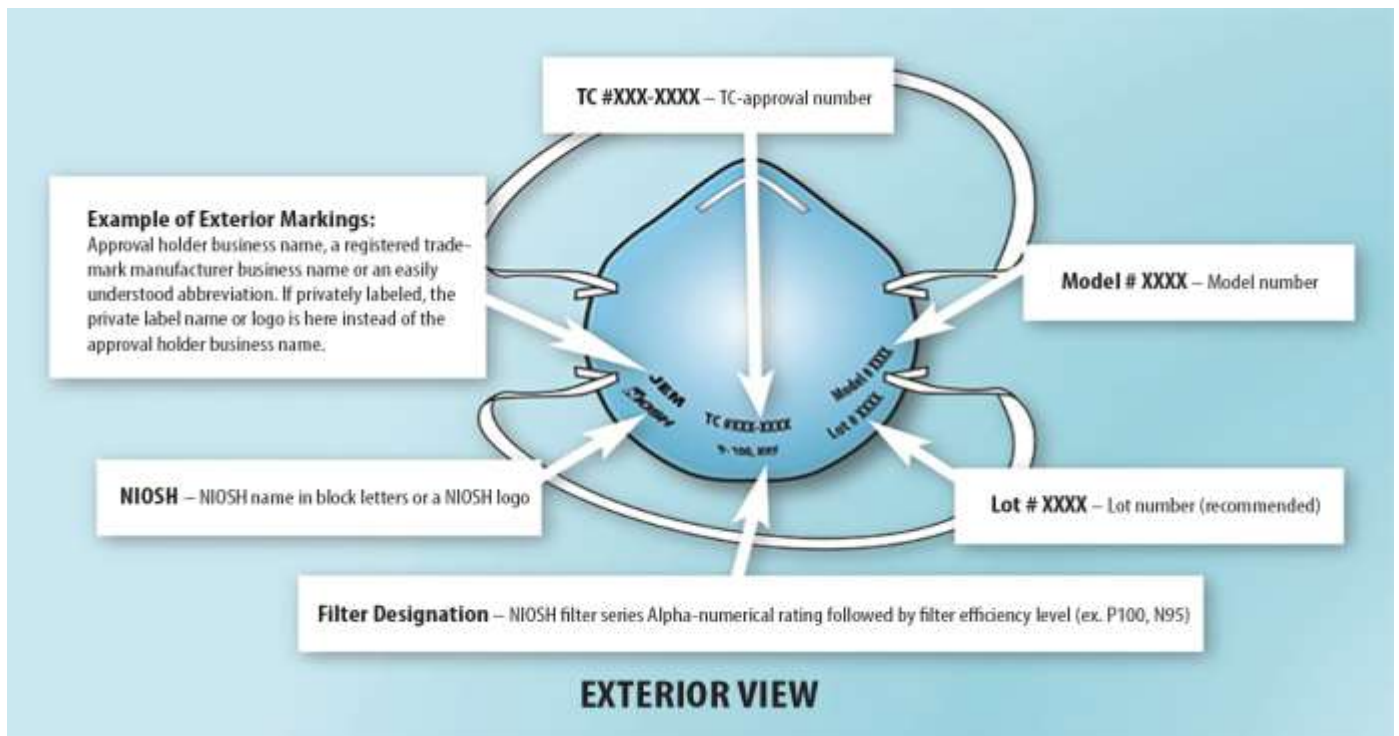 TC #XXX-XXXX – TC-approval number
Example of Exterior Markings:
Approval holder business name, a registered trade-
mark manufacturer business name or an easily
understood abbreviation. If privately labeled, the
private label name or logo is here instead of the
approval holder business name.
Model # XXXX – Model number
JEM
NIOSH
TC #XXX-XXXX
Model # XXXX
Lot # XXXX
NIOSH – NIOSH name in block letters or a NIOSH logo
Lot # XXXX – Lot number (recommended)
Filter Designation – NIOSH filter series Alpha-numerical rating followed by filter efficiency level (ex. P100, N95)
EXTERIOR VIEW